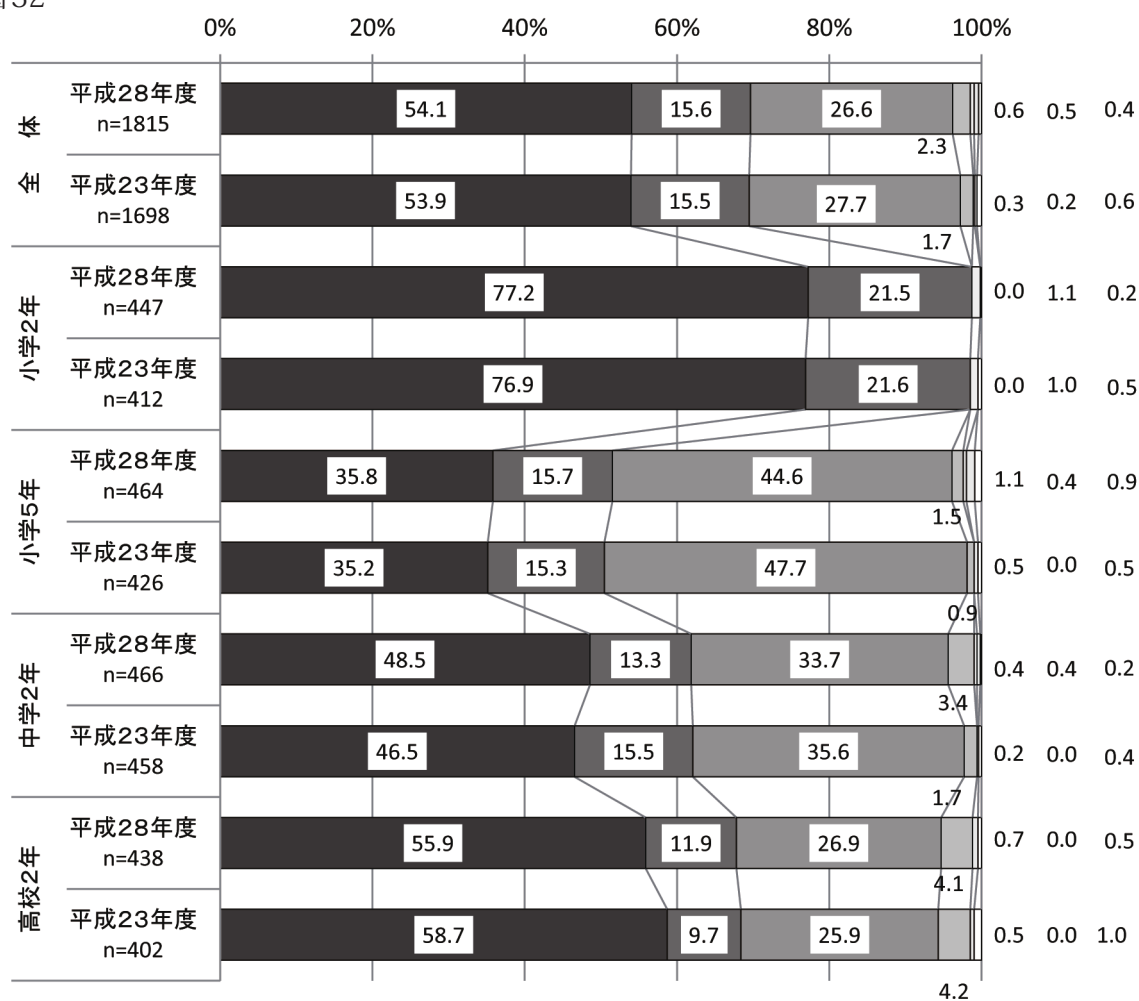 0% 20% 40% 60% 80% 100%
全体
平成28年度
n=1815
54.1 15.6 26.6 2.3 0.6 0.5 0.4
平成23年度
n=1698
53.9 15.5 27.7 1.7 0.3 0.2 0.6
小学2年
平成28年度
n=447
77.2 21.5 0.0 1.1 0.2
平成23年度
n=412
76.9 21.6 0.0 1.0 0.5
小学5年
平成28年度
n=464
35.8 15.7 44.6 1.5 1.1 0.4 0.9
平成23年度
n=426
35.2 15.3 47.7 0.9 0.5 0.0 0.5
中学2年
平成28年度
n=466
48.5 13.3 33.7 3.4 0.4 0.4 0.2
平成23年度
n=458
46.5 15.5 35.6 1.7 0.2 0.0 0.4
高校2年
平成28年度
n=438
55.9 11.9 26.9 4.1 0.7 0.0 0.5
平成23年度
n=402
58.7 9.7 25.9 4.2 0.5 0.0 1.0